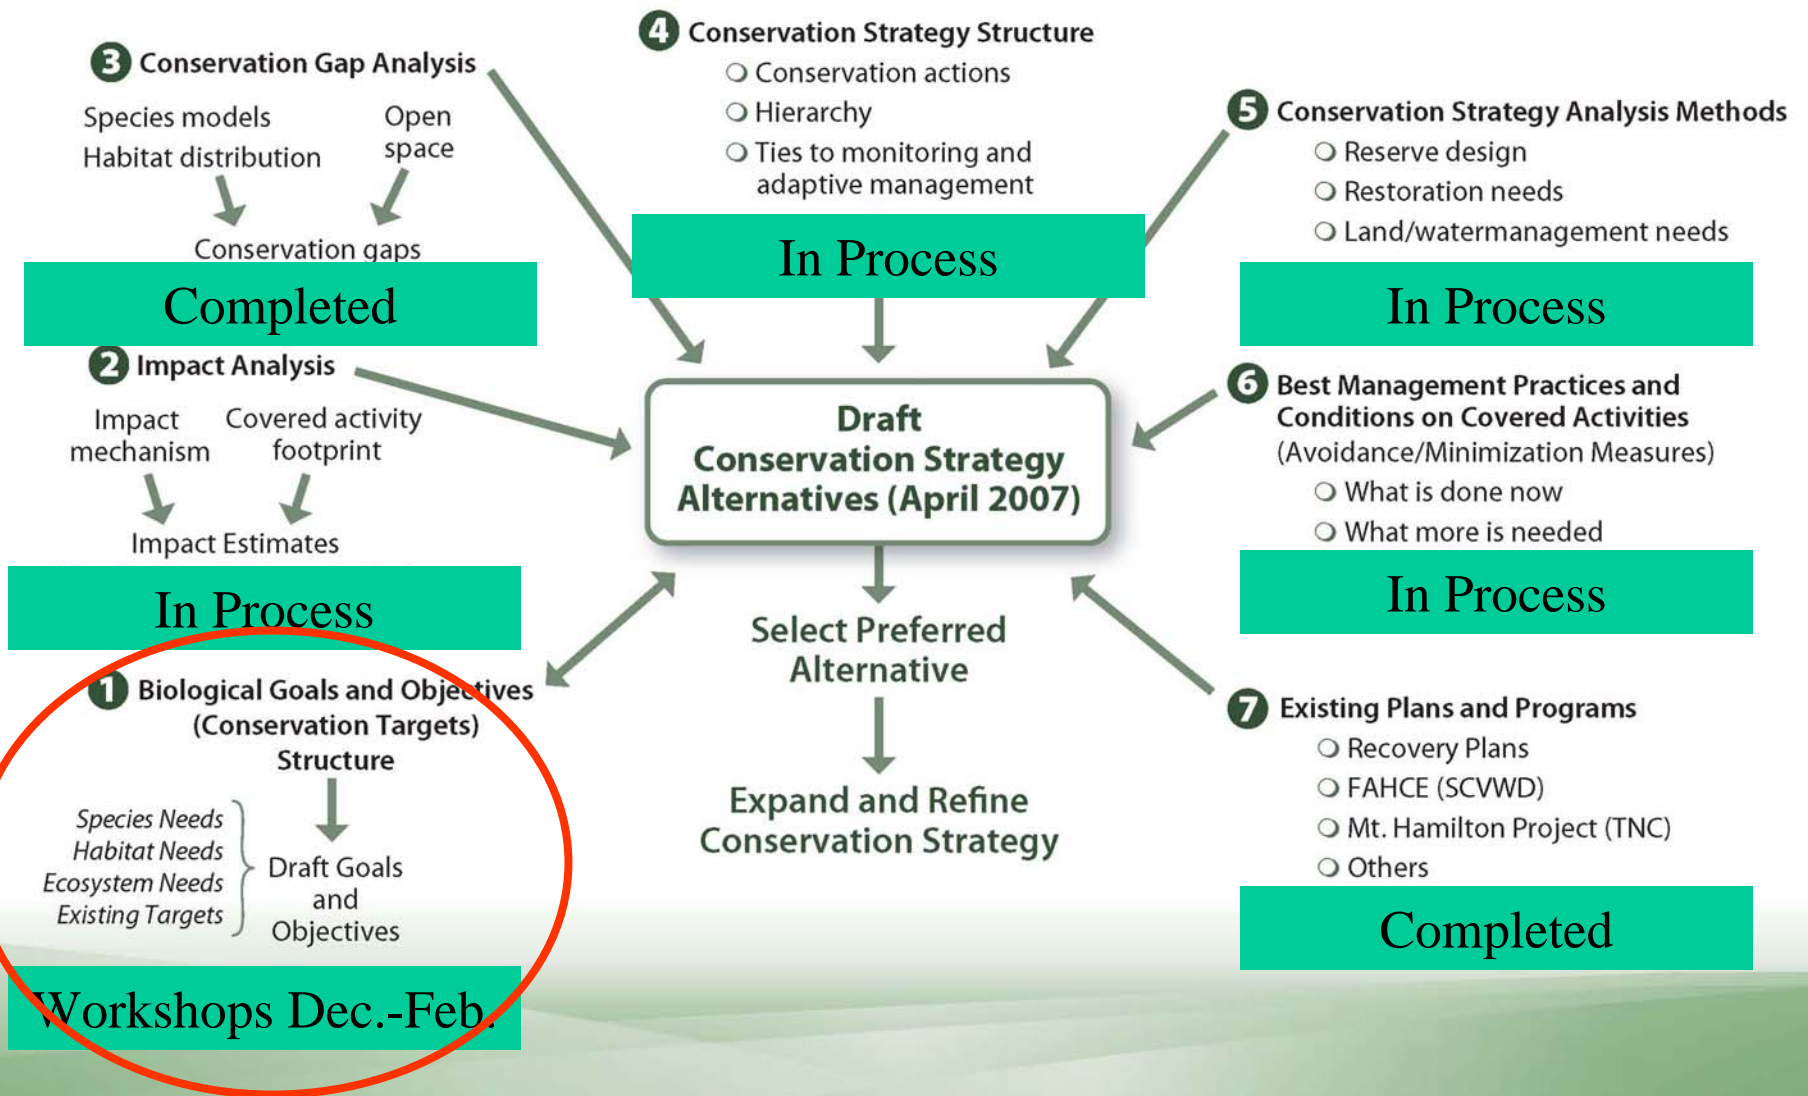 3 Conservation Gap Analysis
Species models
Habitat distribution
Open
space
Conservation gaps
Completed
4 Conservation Strategy Structure
Conservation actions
Hierarchy
Ties to monitoring and
adaptive management
In Process
5 Conservation Strategy Analysis Methods
Reserve design
Restoration needs
Land/watermanagement needs
In Process
2 Impact Analysis
Impact
mechanism
Covered activity
footprint
Impact Estimates
In Process
Draft
Conservation Strategy
Alternatives (April 2007)
6 Best Management Practices and
Conditions on Covered Activities
(Avoidance/Minimization Measures)
What is done now
What more is needed
In Process
1 Biological Goals and Objectives
(Conservation Targets)
Structure
Species Needs
Habitat Needs
Ecosystem Needs
Existing Targets
Draft Goals
and
Objectives
Workshops Dec.-Feb.
Select Preferred
Alternative
Expand and Refine
Conservation Strategy
7 Existing Plans and Programs
Recovery Plans
FAHCE (SCVWD)
Mt. Hamilton Project (TNC)
Others
Completed